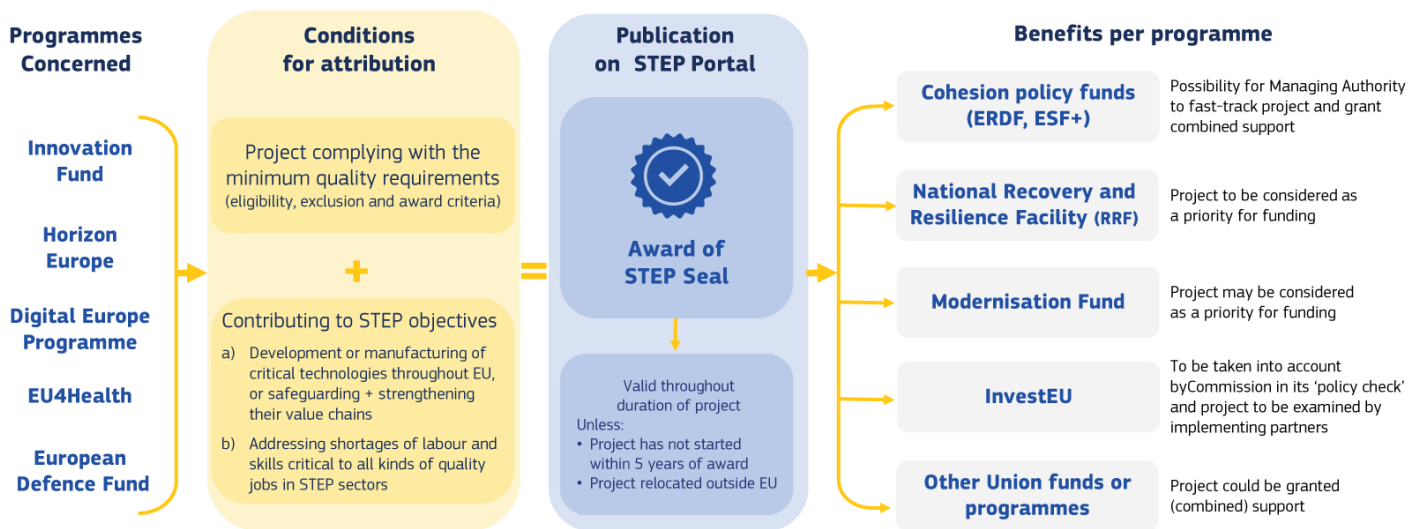 Programmes
Concerned
Innovation
Fund
Horizon
Europe
Digital Europe
Programme
EU4Health
European
Defence Fund
Conditions
for attribution
Project complying with the
minimum quality requirements
(eligibility, exclusion and award criteria)
+
Contributing to STEP objectives
a) Development or manufacturing of
critical technologies throughout EU,
or safeguarding + strengthening
their value chains
b) Addressing shortages of labour and
skills critical to all kinds of quality
jobs in STEP sectors
=
Publication
on STEP Portal
Award of
STEP Seal
Valid throughout
duration of project
Unless:
• Project has not started
within 5 years of award
• Project relocated outside EU
Benefits per programme
Cohesion policy funds
(ERDF, ESF+)
Possibility for Managing Authority
to fast-track project and grant
combined support
National Recovery and
Resilience Facility (RRF)
Project to be considered as
a priority for funding
Modernisation Fund
Project may be considered
as a priority for funding
InvestEU
To be taken into account
byCommission in its ‘policy check’
and project to be examined by
implementing partners
Other Union funds or
programmes
Project could be granted
(combined) support